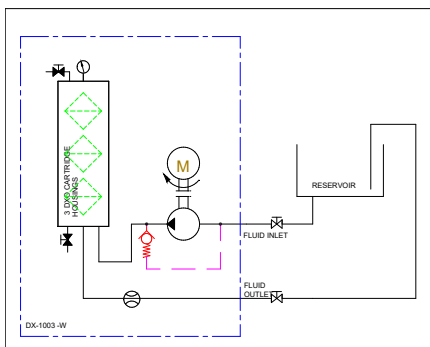 3 DXO CARTRIDGE
HOUSINGS
M
RESERVOIR
FLUID INLET
FLUID
OUTLET
DX-1003 -W